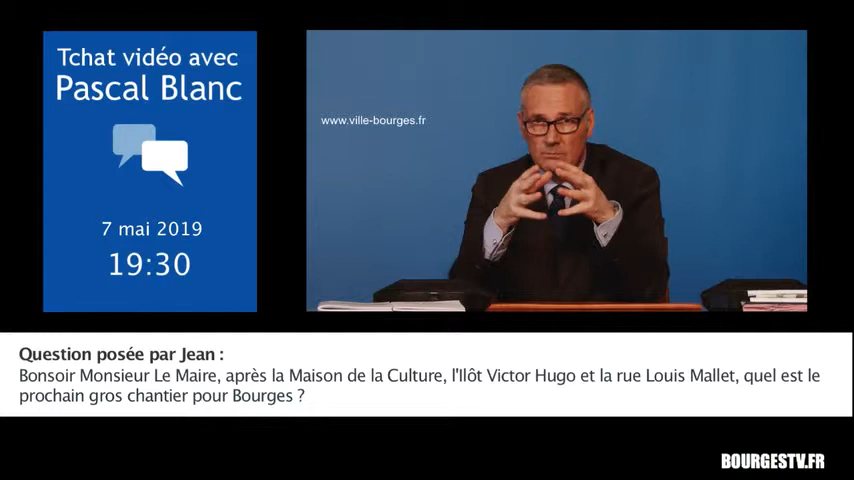 Tchat vidéo avec
Pascal Blanc
7 mai 2019
19:30
www.ville-bourges.fr
Question posée par Jean :
Bonsoir Monsieur Le Maire, après la Maison de la Culture, l'Ilôt Victor Hugo et la rue Louis Mallet, quel est le
prochain gros chantier pour Bourges ?
BOURGESTV.FR